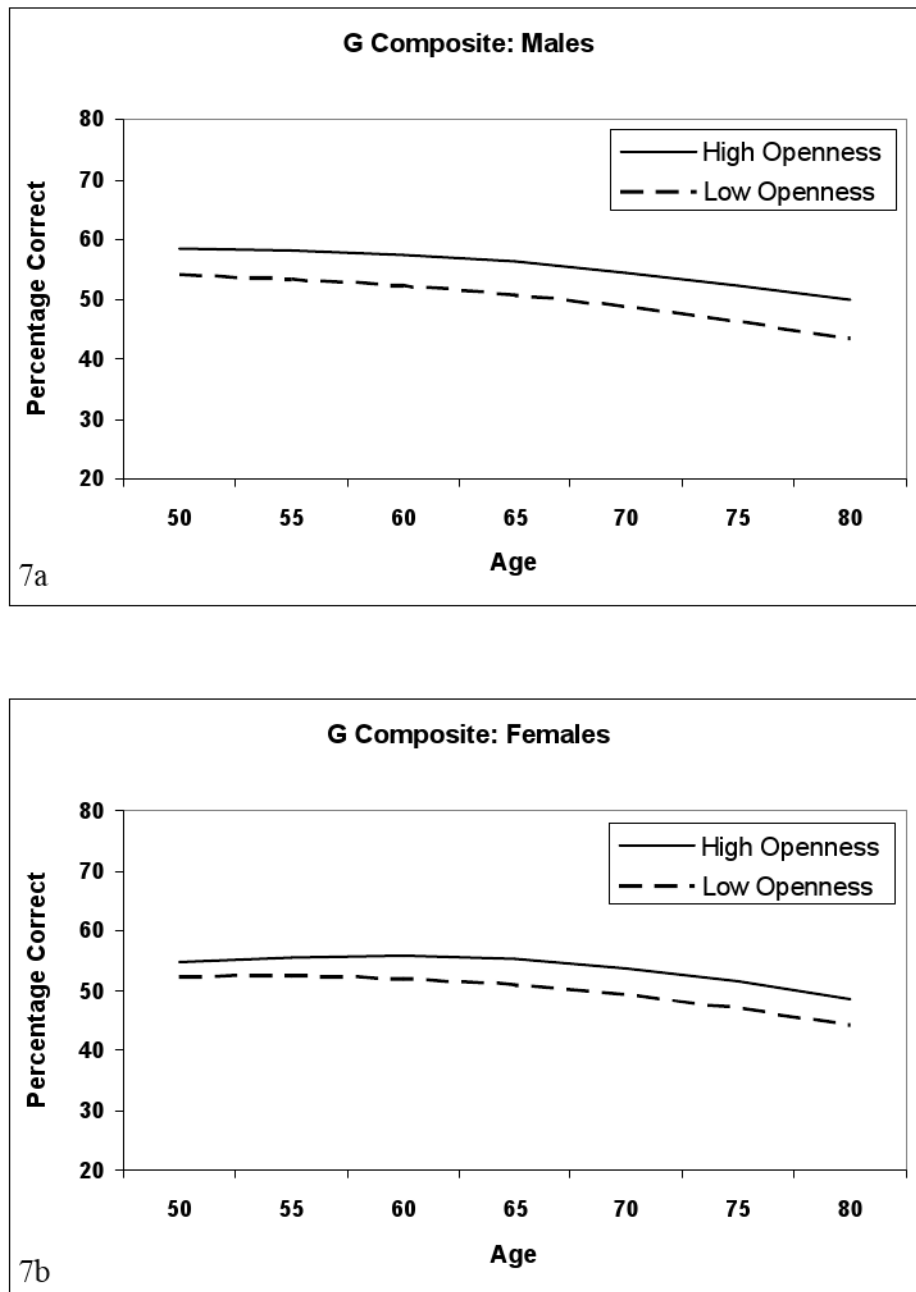 G Composite: Males
80
70
60
50
40
30
20
Percentage Correct
High Openness
Low Openness
50 55 60 65 70 75 80
Age
7a
G Composite: Females
80
70
60
50
40
30
20
Percentage Correct
High Openness
Low Openness
50 55 60 65 70 75 80
Age
7b